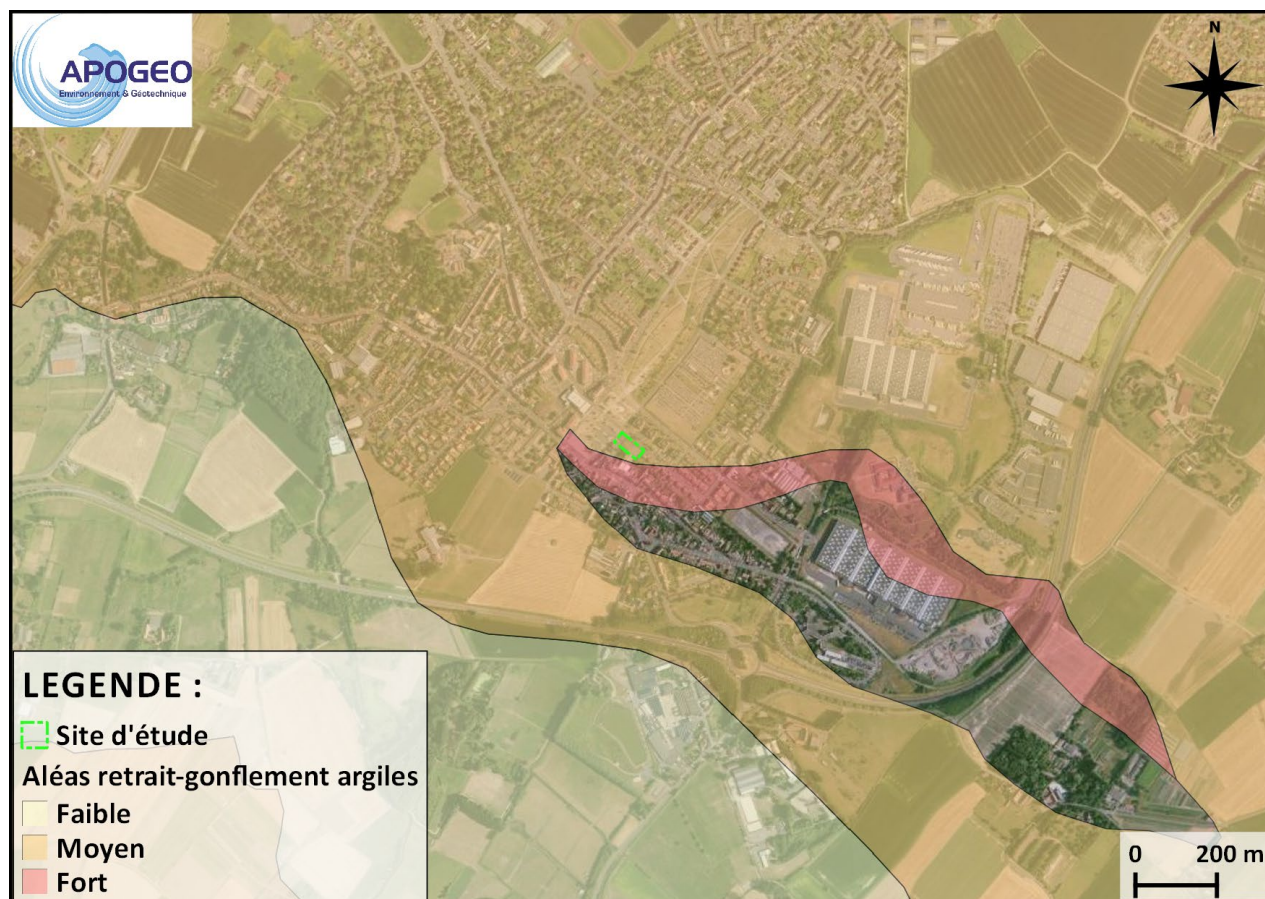 APOGEO
Environnement & Géotechnique
N
LEGENDE :
Site d'étude
Aléas retrait-gonflement argiles
Faible
Moyen
Fort
0 200 m